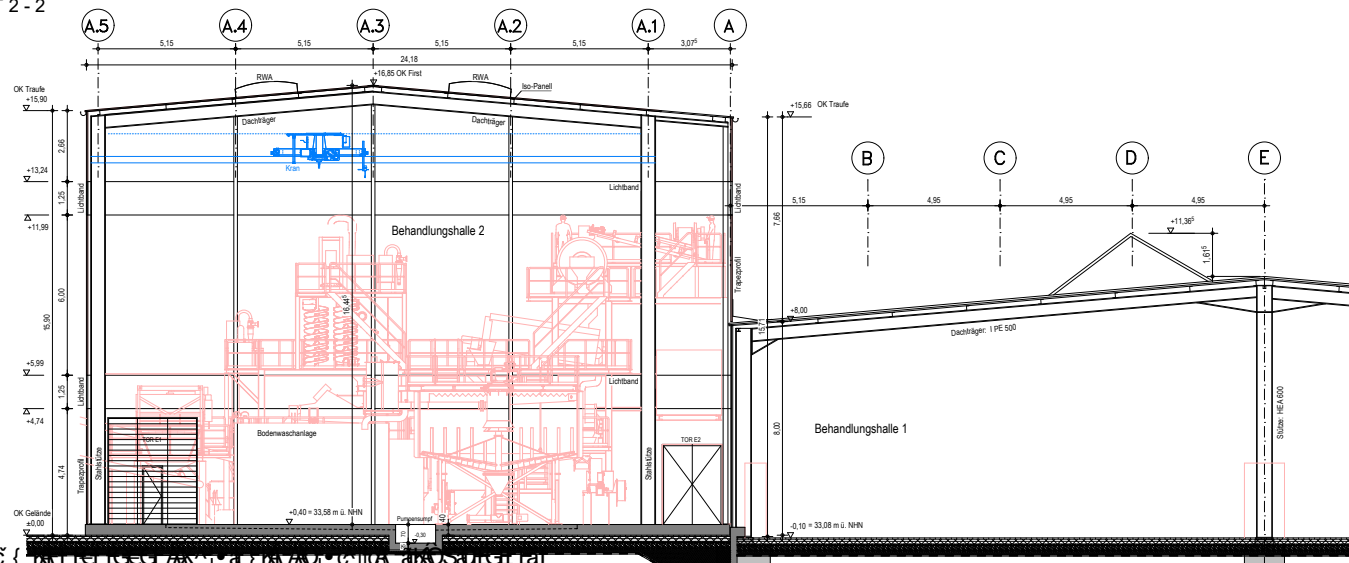 2 - 2
A.5 A.4 A.3 A.2 A.1 A
5,15 5,15 5,15 5,15 3,07⁵
24,18
+16,85 OK First
RWA RWA
Iso-Panell
OK Traufe
+15,90
+15,66 OK Traufe
Dachträger Dachträger
Kran
B C D E
2,66
+13,24
Lichtband
1,25
Lichtband
Lichtband
+11,99
5,15 4,95 4,95 4,95
7,66
Behandlungshalle 2
+11,36⁵
1,61⁵
Trapezprofil
16,44⁵
6,00
15,90
+8,00
15,71
Dachträger: I PE 500
+5,99
1,25
Lichtband
Lichtband
+4,74
8,00
Stütze: HEA 600
Bodenwaschanlage
Behandlungshalle 1
TOR E1
TOR E2
4,74
Trapezprofil
Stahlstütze
Stahlstütze
OK Gelände
±0,00
+0,40 = 33,58 m ü. NHN
Pumpensumpf
70
-0,30
40
-0,10 = 33,08 m ü. NHN